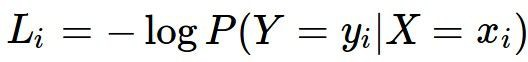 L_i = − log P(Y = y_i|X = x_i)